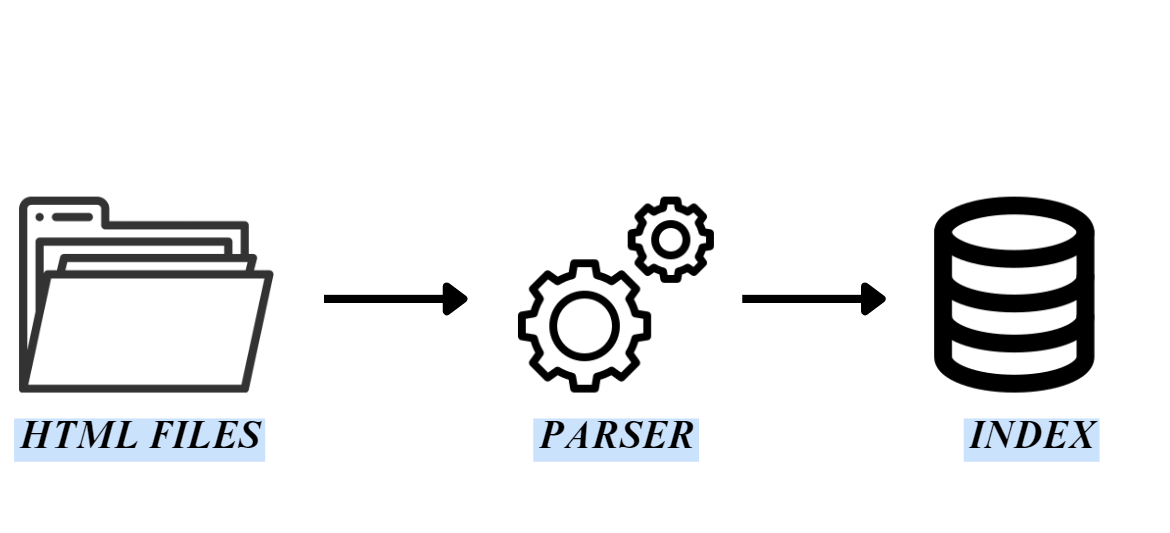 HTML FILES
PARSER
INDEX